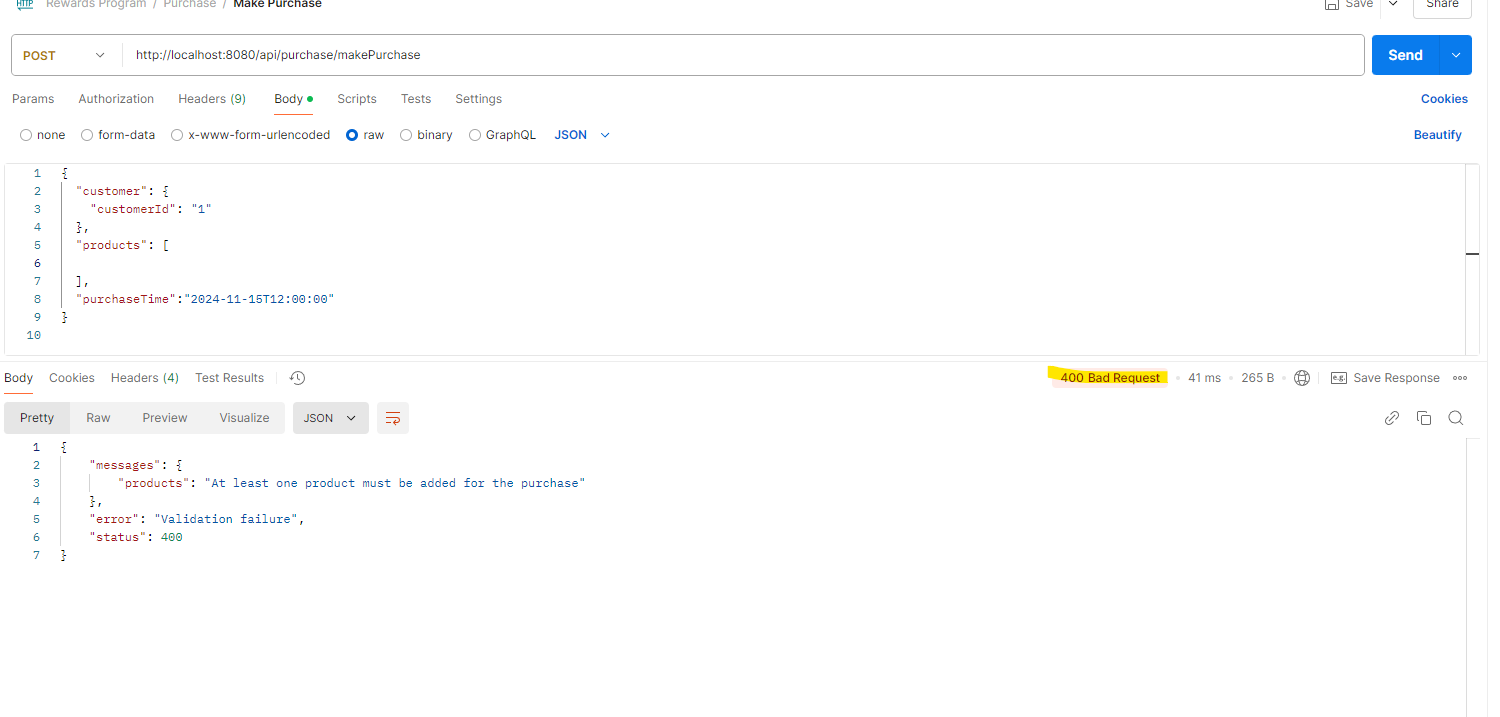 HTTP Rewards Program / Purchase / Make Purchase Save Share
POST http://localhost:8080/api/purchase/makePurchase Send
Params Authorization Headers (9) Body Scripts Tests Settings Cookies
none form-data x-www-form-urlencoded raw binary GraphQL JSON Beautify
1 {
2 "customer": {
3 "customerId": "1"
4 },
5 "products": [
6
7 ],
8 "purchaseTime":"2024-11-15T12:00:00"
9 }
10
Body Cookies Headers (4) Test Results 400 Bad Request 41 ms 265 B e.g. Save Response
Pretty Raw Preview Visualize JSON
1 {
2 "messages": {
3 "products": "At least one product must be added for the purchase"
4 },
5 "error": "Validation failure",
6 "status": 400
7 }